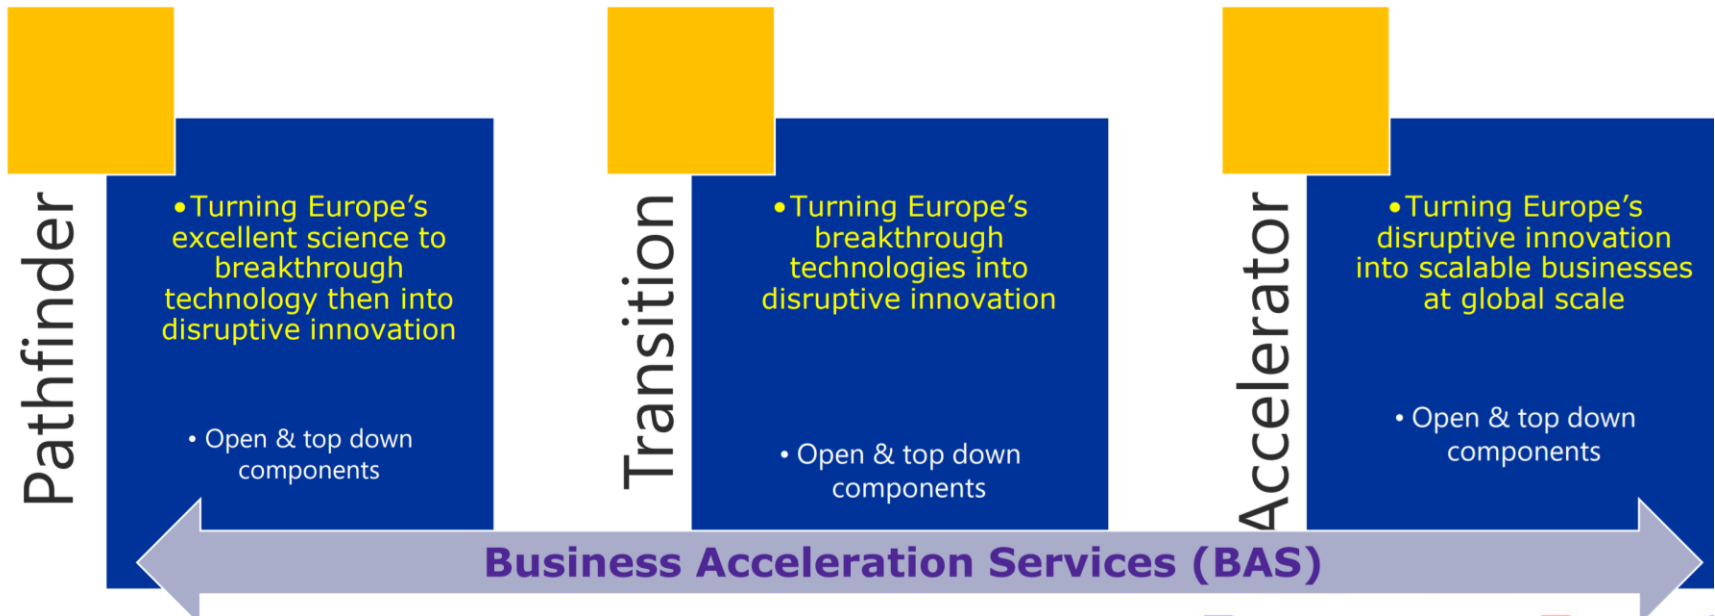 Pathfinder
•Turning Europe's
excellent science to
breakthrough
technology then into
disruptive innovation
• Open & top down
components
Transition
•Turning Europe's
breakthrough
technologies into
disruptive innovation
• Open & top down
components
Accelerator
•Turning Europe's
disruptive innovation
into scalable businesses
at global scale
• Open & top down
components
Business Acceleration Services (BAS)